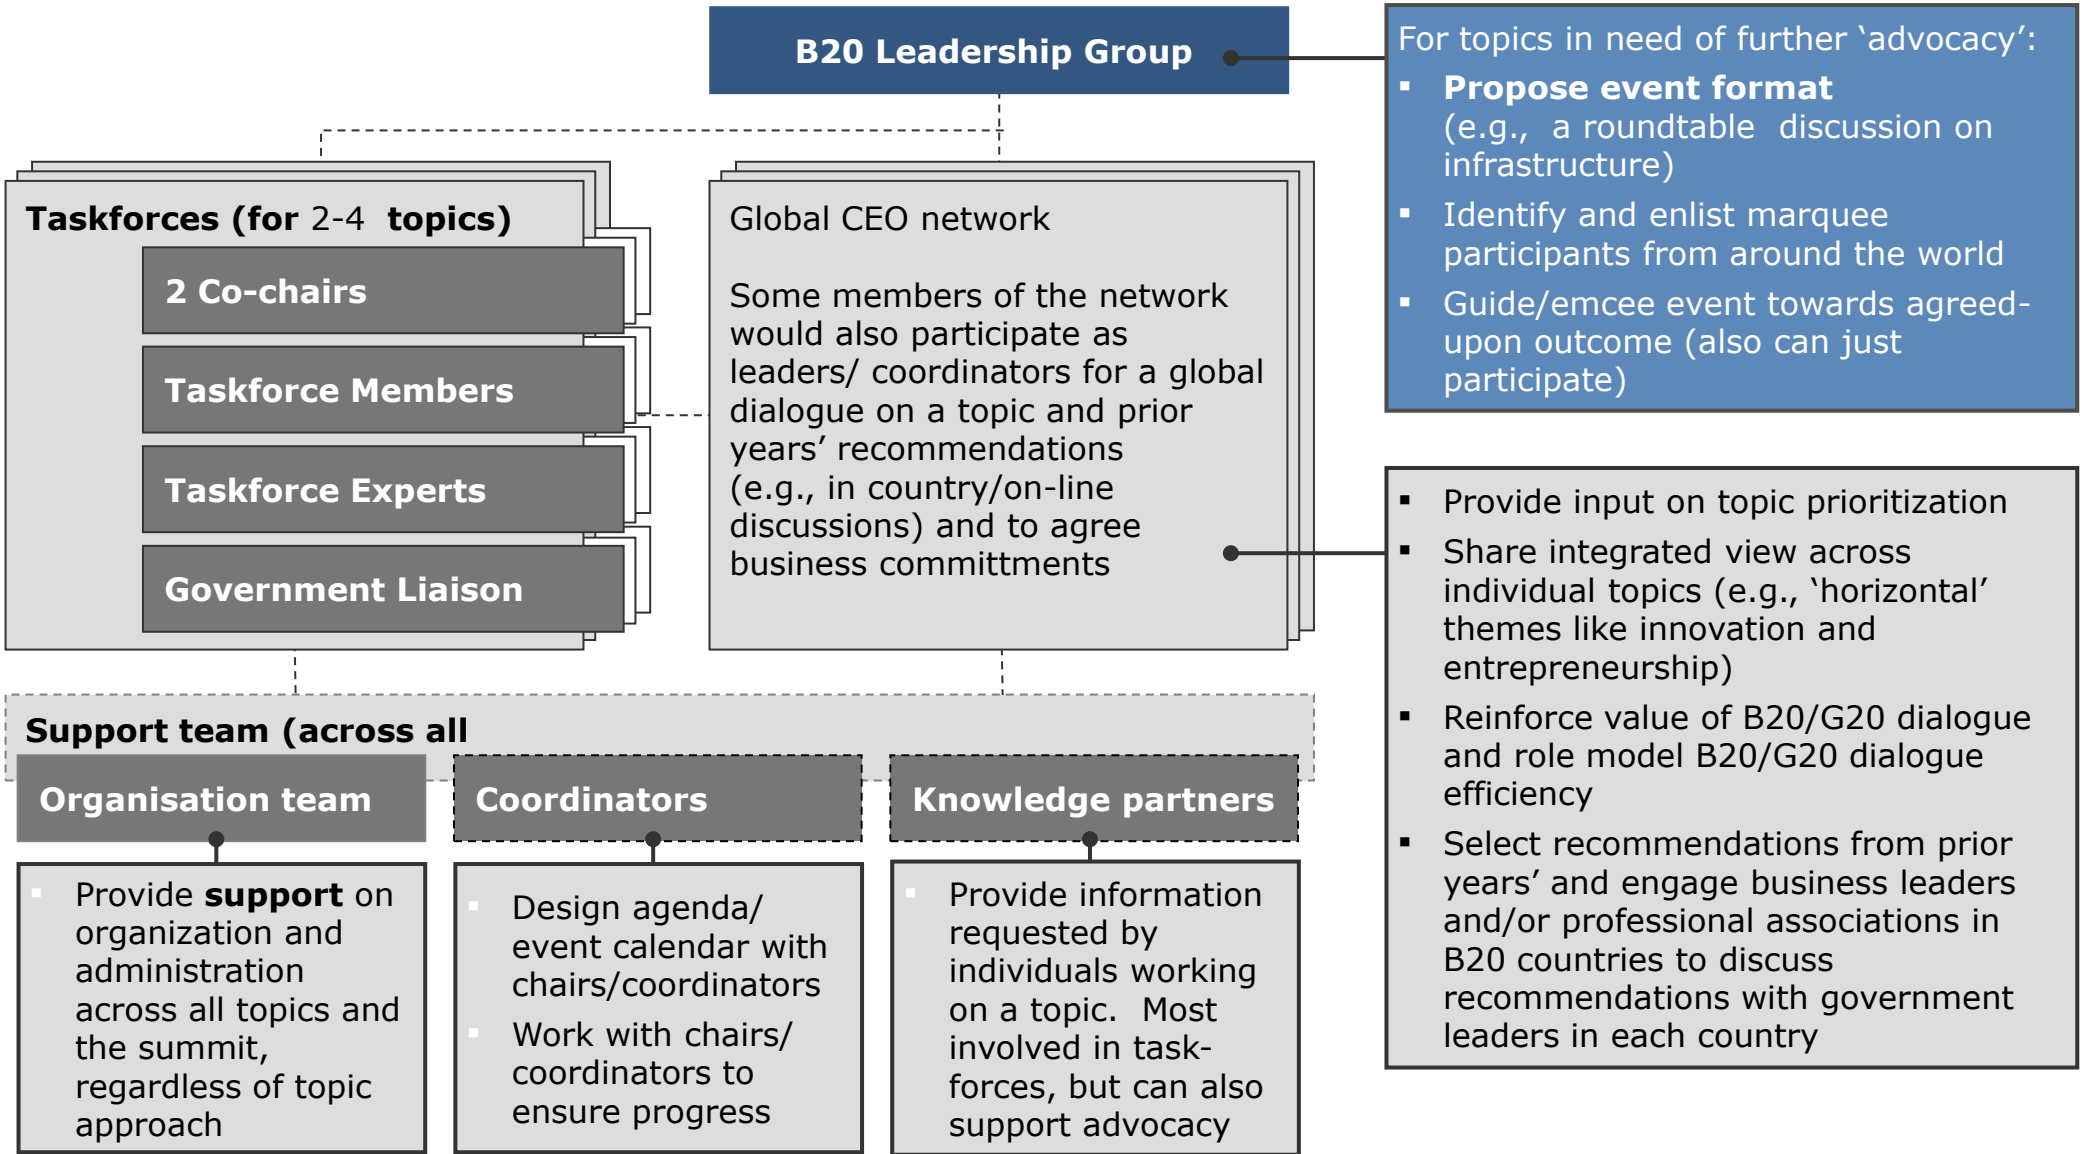 B20 Leadership Group
For topics in need of further ‘advocacy’:
▪ Propose event format
(e.g., a roundtable discussion on
infrastructure)
▪ Identify and enlist marquee
participants from around the world
▪ Guide/emcee event towards agreed-
upon outcome (also can just
participate)
Taskforces (for 2-4 topics)
2 Co-chairs
Taskforce Members
Taskforce Experts
Government Liaison
Global CEO network
Some members of the network
would also participate as
leaders/ coordinators for a global
dialogue on a topic and prior
years’ recommendations
(e.g., in country/on-line
discussions) and to agree
business committments
▪ Provide input on topic prioritization
▪ Share integrated view across
individual topics (e.g., ‘horizontal’
themes like innovation and
entrepreneurship)
▪ Reinforce value of B20/G20 dialogue
and role model B20/G20 dialogue
efficiency
▪ Select recommendations from prior
years’ and engage business leaders
and/or professional associations in
B20 countries to discuss
recommendations with government
leaders in each country
Support team (across all
Organisation team
▪ Provide support on
organization and
administration
across all topics and
the summit,
regardless of topic
approach
Coordinators
▪ Design agenda/
event calendar with
chairs/coordinators
▪ Work with chairs/
coordinators to
ensure progress
Knowledge partners
▪ Provide information
requested by
individuals working
on a topic. Most
involved in task-
forces, but can also
support advocacy